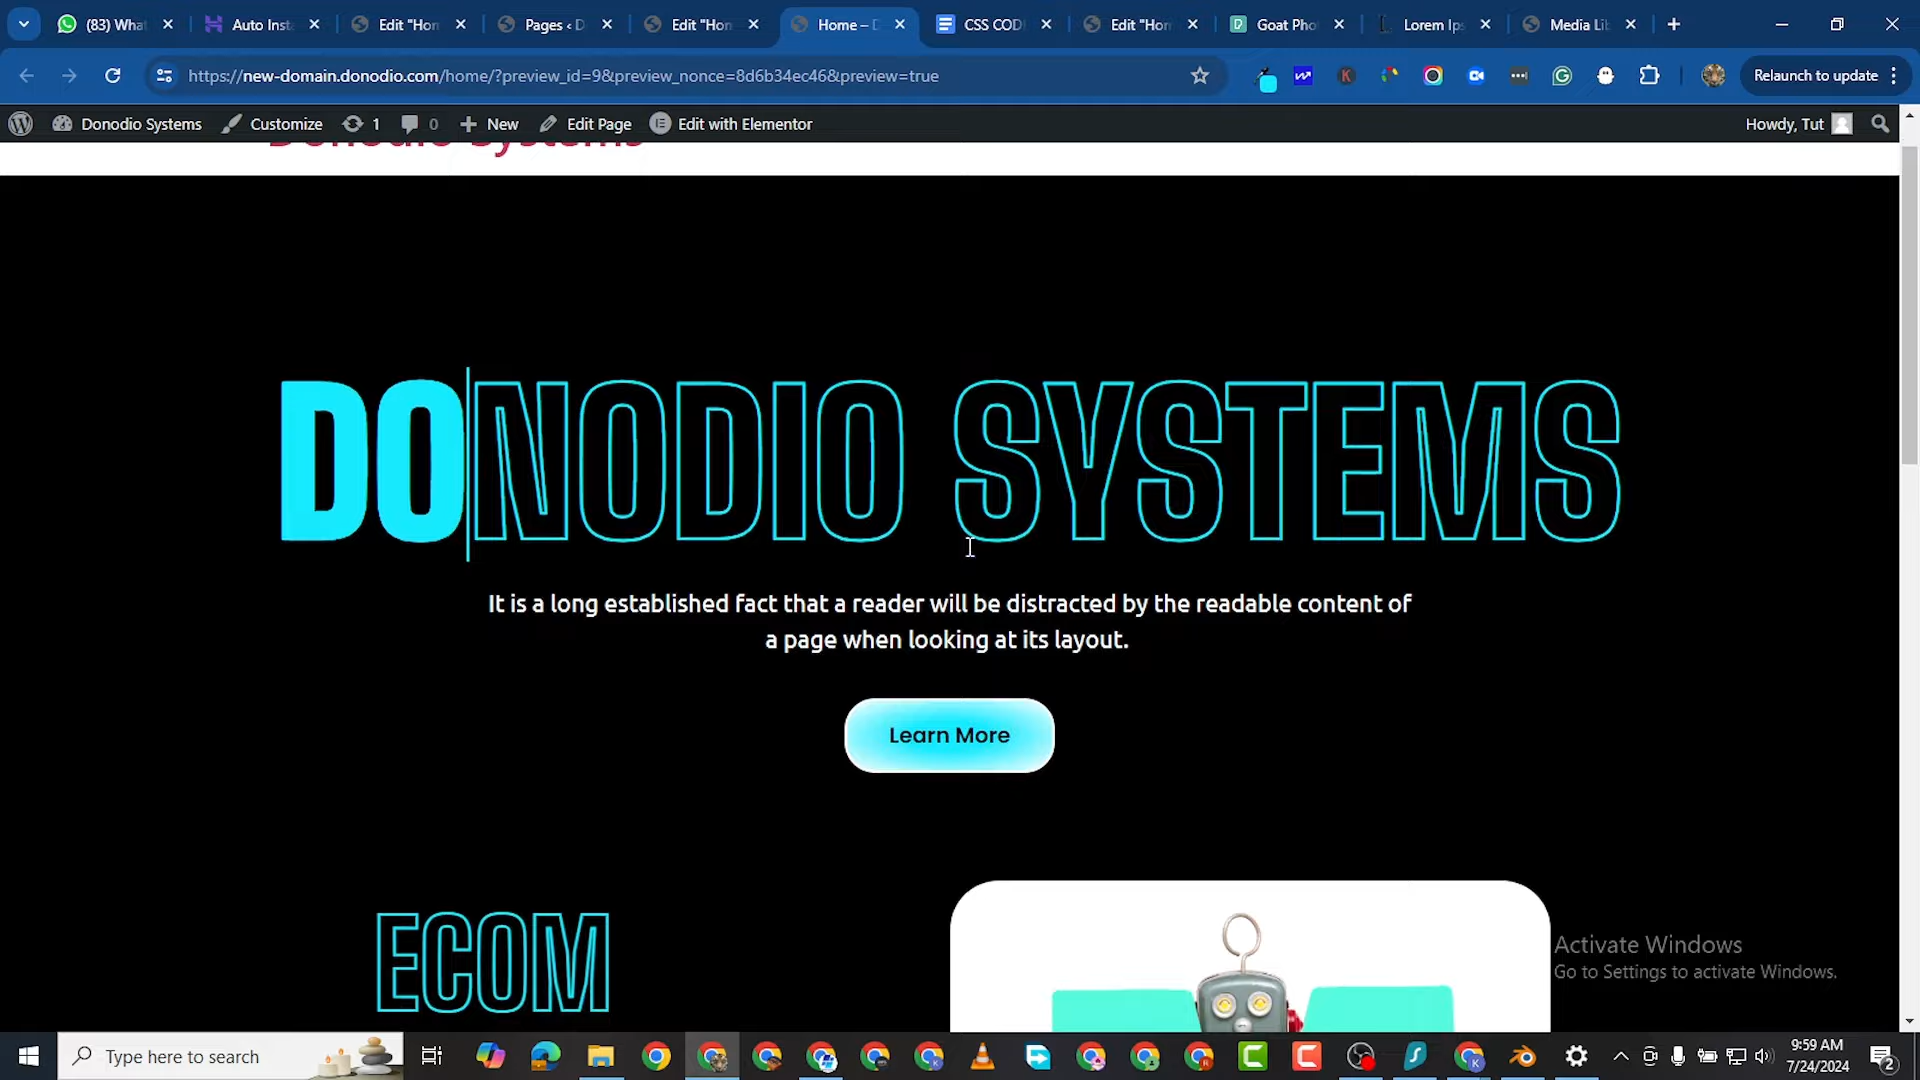 (83) What
Auto Inst
Edit "Hon
Pages < D
Edit "Hon
Home – D
CSS COD
Edit "Hon
Goat Pho
Lorem Ips
Media Lib
https://new-domain.donodio.com/home/?preview_id=9&preview_nonce=8d6b34ec46&preview=true
Relaunch to update
Donodio Systems
Customize
1
0
New
Edit Page
Edit with Elementor
Howdy, Tut
Donodio Systems
DONODIO SYSTEMS
It is a long established fact that a reader will be distracted by the readable content of
a page when looking at its layout.
Learn More
ECOM
Activate Windows
Go to Settings to activate Windows.
Type here to search
9:59 AM
7/24/2024
2